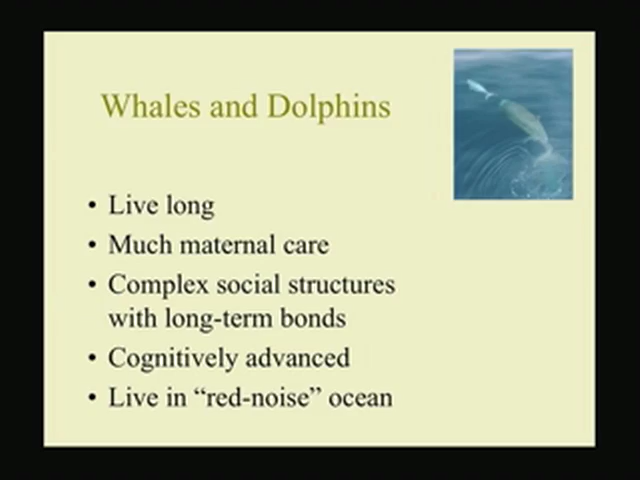 Whales and Dolphins
• Live long
• Much maternal care
• Complex social structures
with long-term bonds
• Cognitively advanced
• Live in “red-noise” ocean